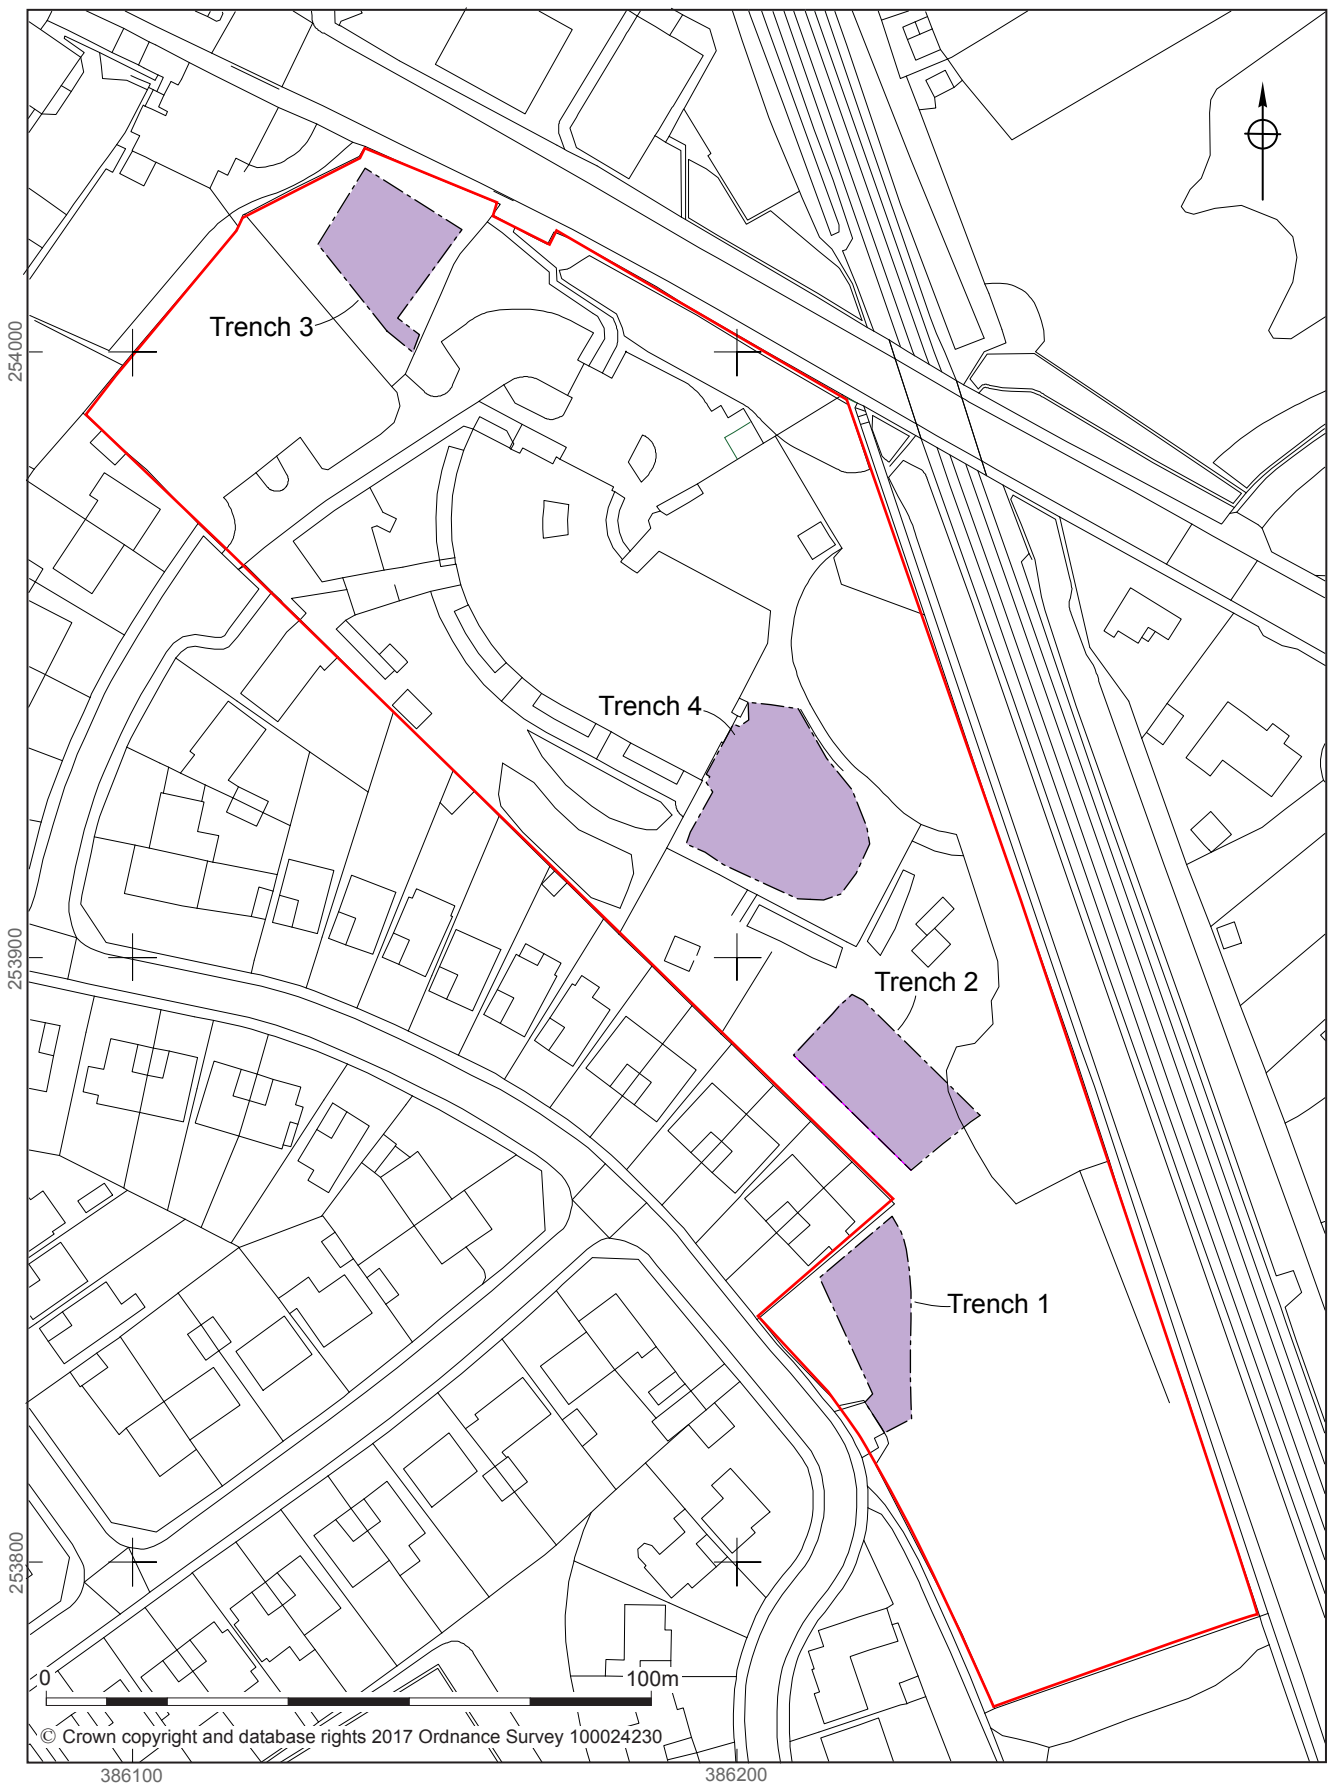 Trench 3
254000
Trench 4
253900
Trench 2
Trench 1
253800
0
100m
© Crown copyright and database rights 2017 Ordnance Survey 100024230
386100
386200